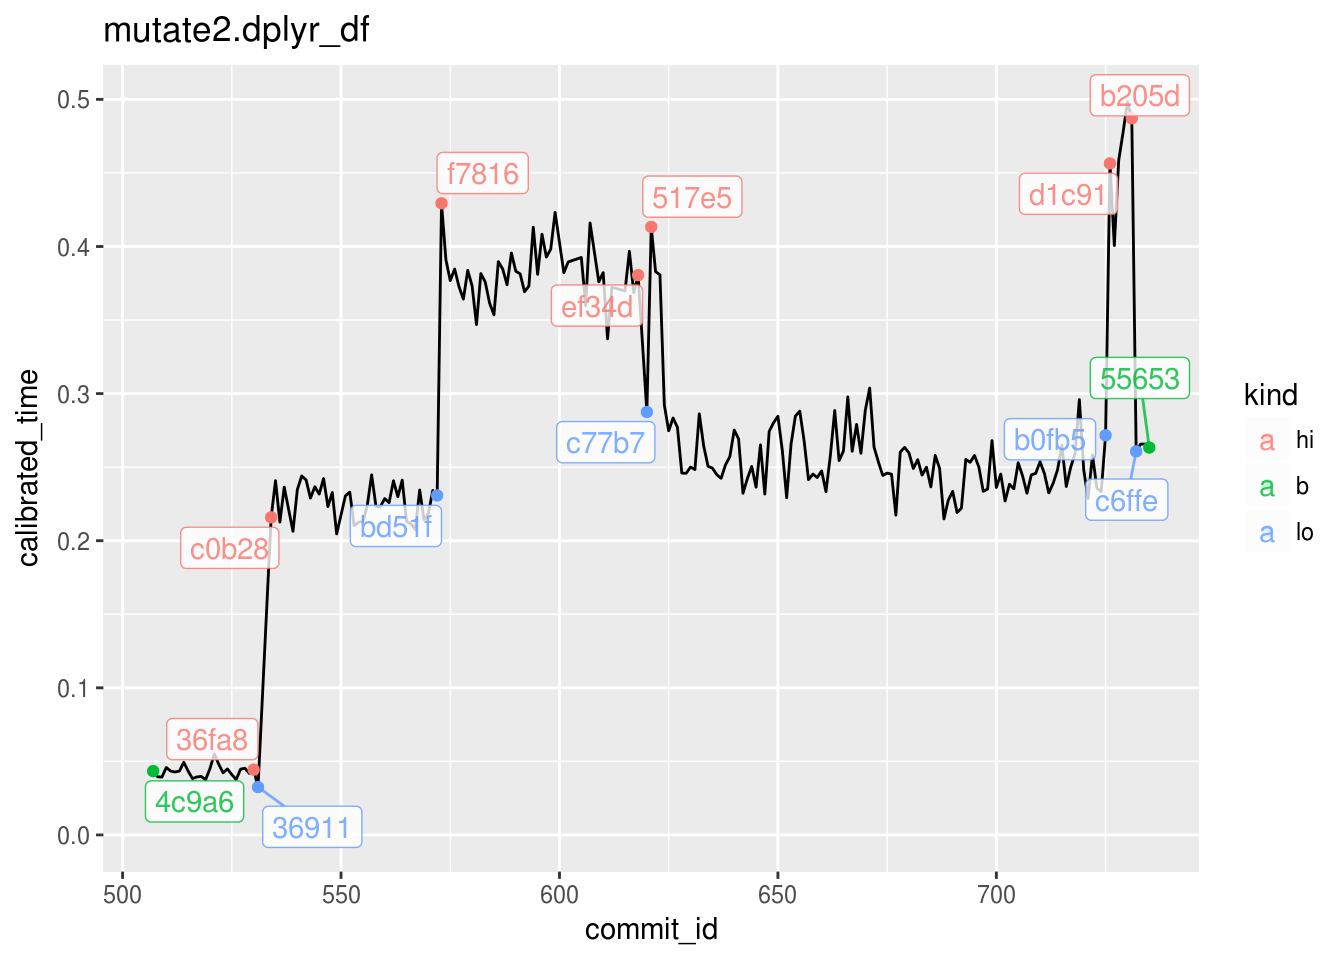 mutate2.dplyr_df
calibrated_time
0.5
0.4
0.3
0.2
0.1
0.0
b205d
f7816
d1c91
517e5
ef34d
55653
c77b7
b0fb5
c6ffe
bd51f
c0b28
36fa8
4c9a6
36911
500
550
600
650
700
commit_id
kind
a hi
a b
a lo